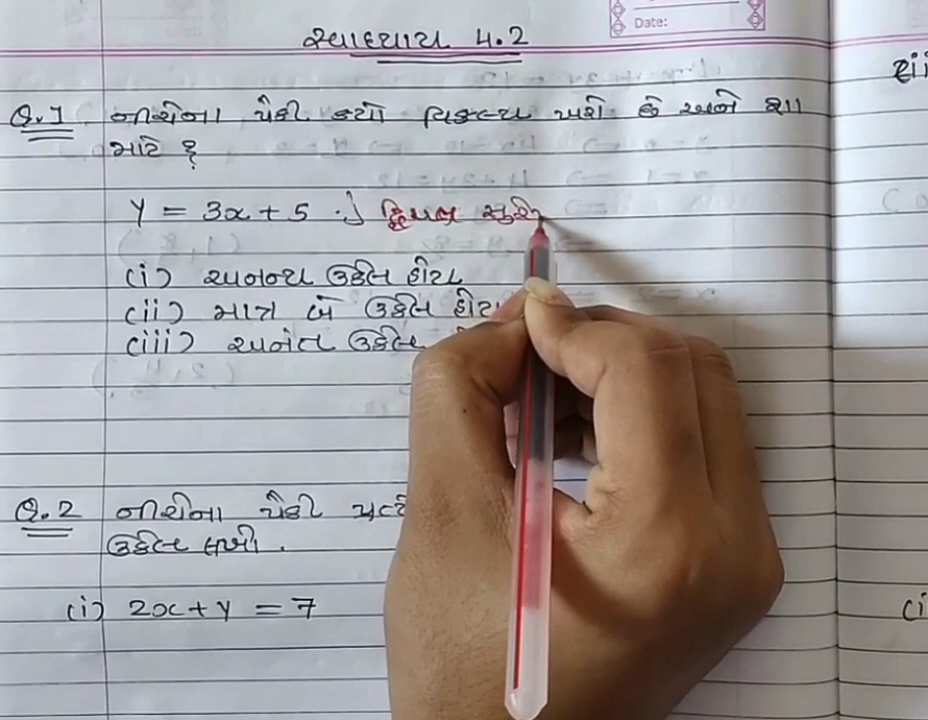 Date:
સ્વાધ્યાય 4.2
Q.1 નીચેના પૈકી કયો વિકલ્પ ખરો છે અને શા
માટે ?
y = 3x + 5
(i) અનન્ય ઉકેલ હોય
(ii) માત્ર બે ઉકેલ હોય
(iii) અનંત ઉકેલ
Q.2 નીચેના પૈકી
ઉકેલ લખો.
(i) 2x + y = 7